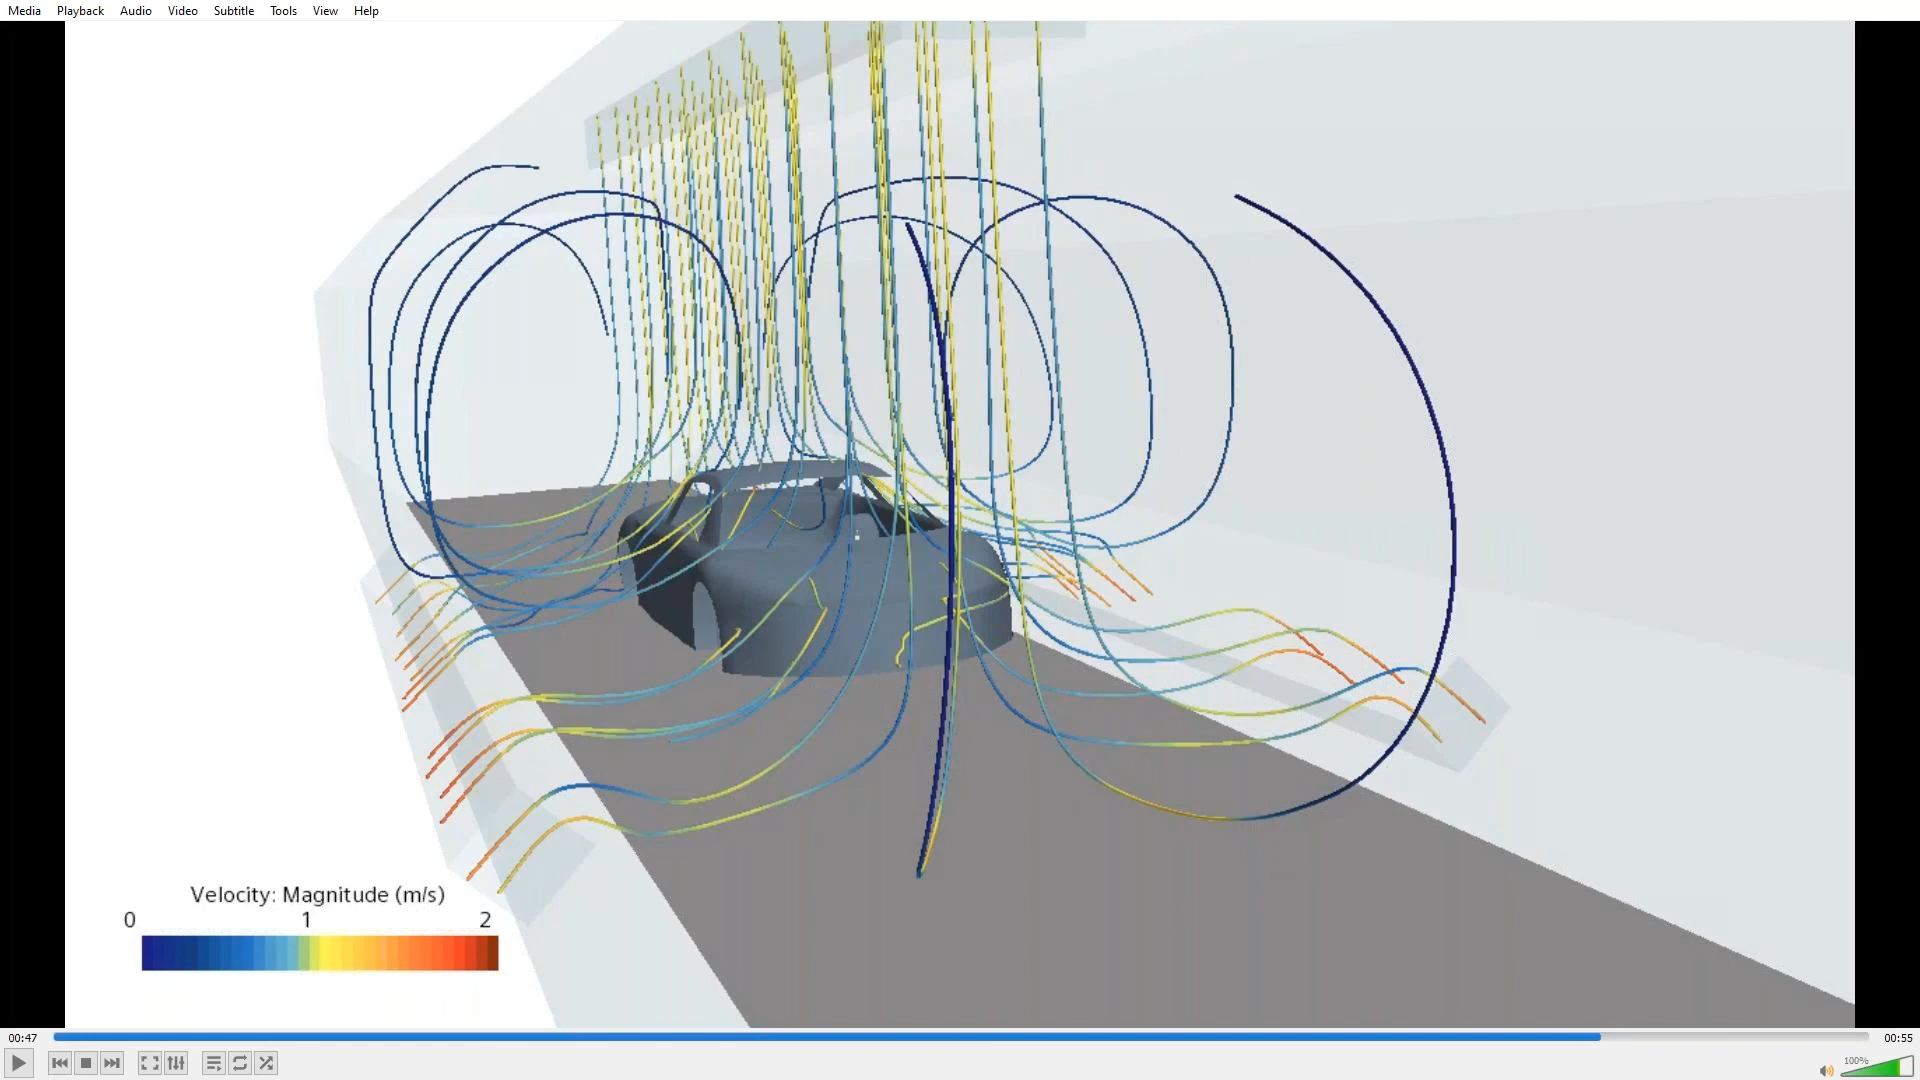 Media Playback Audio Video Subtitle Tools View Help
Velocity: Magnitude (m/s)
0 1 2
00:47 00:55
100%